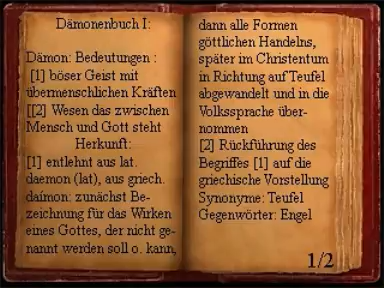 Dämonenbuch I:
Dämon: Bedeutungen :
[1] böser Geist mit
übermenschlichen Kräften
[[2] Wesen das zwischen
Mensch und Gott steht
Herkunft:
[1] entlehnt aus lat.
daemon (lat), aus griech.
daímon: zunächst Be-
zeichnung für das Wirken
eines Gottes, der nicht ge-
nannt werden soll o. kann,
dann alle Formen
göttlichen Handelns,
später im Christentum
in Richtung auf Teufel
abgewandelt und in die
Volkssprache über-
nommen
[2] Rückführung des
Begriffes [1] auf die
griechische Vorstellung
Synonyme: Teufel
Gegenwörter: Engel
1/2